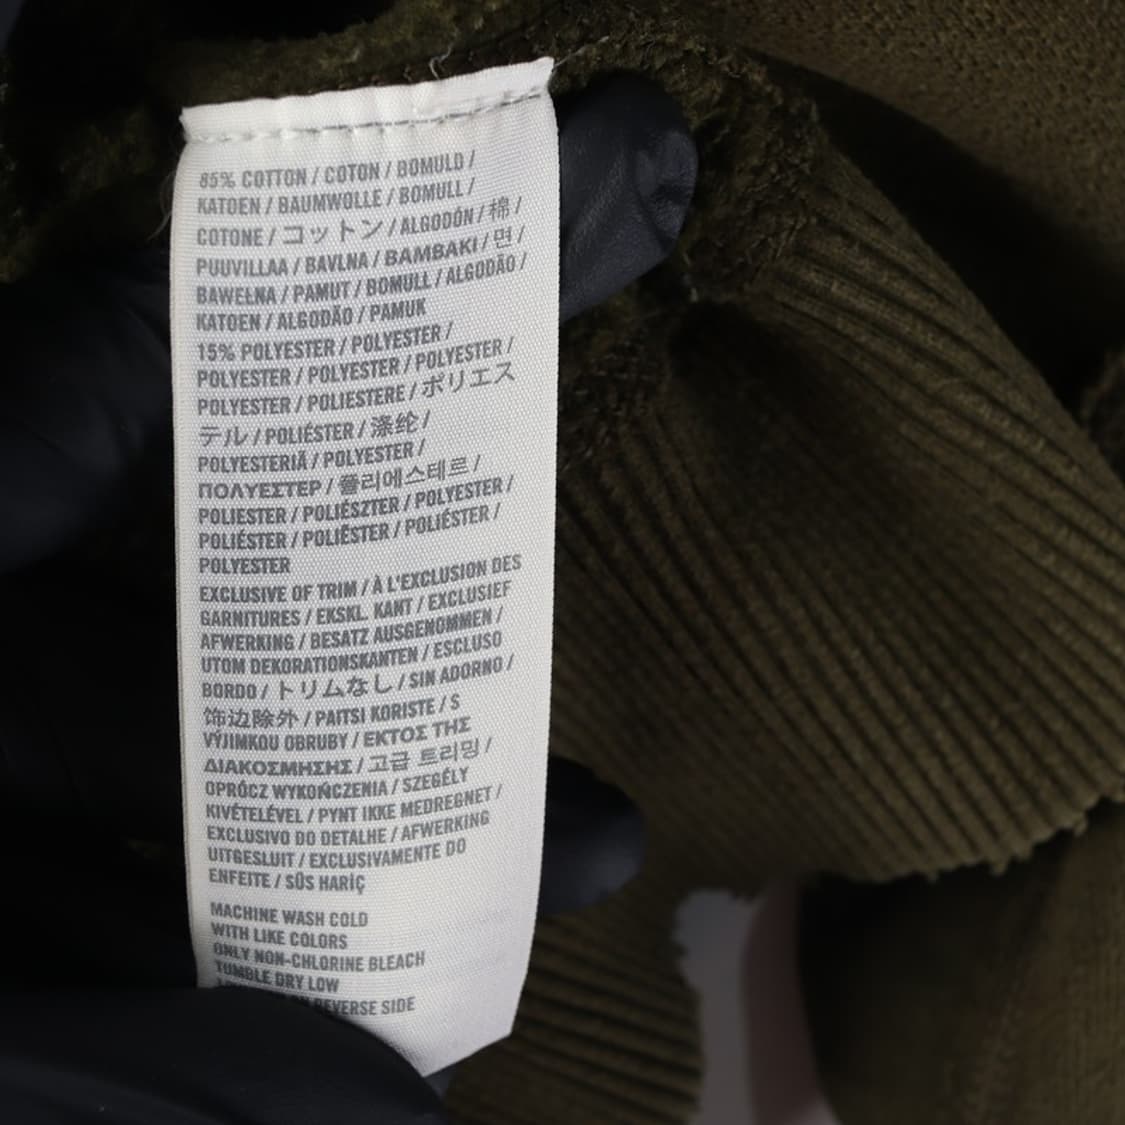 85% COTTON / COTON / BOMULD /
KATOEN / BAUMWOLLE / BOMULL /
COTONE / コットン / ALGODÓN / 棉 /
PUUVILLAA / BAVLNA / BAMBAKI / 면 /
BAWEŁNA / PAMUT / BOMULL / ALGODÃO /
KATOEN / ALGODÃO / PAMUK
15% POLYESTER / POLYESTER /
POLYESTER / POLYESTER / POLYESTER /
POLYESTER / POLIESTERE / ポリエス
テル / POLIÉSTER / 涤纶 /
POLYESTERIÄ / POLYESTER /
ΠΟΛΥΕΣΤΕΡ / 폴리에스테르 /
POLIESTER / POLIÉSZTER / POLYESTER /
POLIÉSTER / POLIËSTER / POLIÉSTER /
POLYESTER
EXCLUSIVE OF TRIM / À L'EXCLUSION DES
GARNITURES / EKSKL. KANT / EXCLUSIEF
AFWERKING / BESATZ AUSGENOMMEN /
UTOM DEKORATIONSKANTEN / ESCLUSO
BORDO / トリムなし / SIN ADORNO /
饰边除外 / PAITSI KORISTE / S
VÝJIMKOU OBRUBY / ΕΚΤΟΣ ΤΗΣ
ΔΙΑΚΟΣΜΗΣΗΣ / 고급 트리밍 /
OPRÓCZ WYKOŃCZENIA / SZEGÉLY
KIVÉTELÉVEL / PYNT IKKE MEDREGNET /
EXCLUSIVO DO DETALHE / AFWERKING
UITGESLUIT / EXCLUSIVAMENTE DO
ENFEITE / SÜS HARİÇ
MACHINE WASH COLD
WITH LIKE COLORS
ONLY NON-CHLORINE BLEACH
TUMBLE DRY LOW
REVERSE SIDE